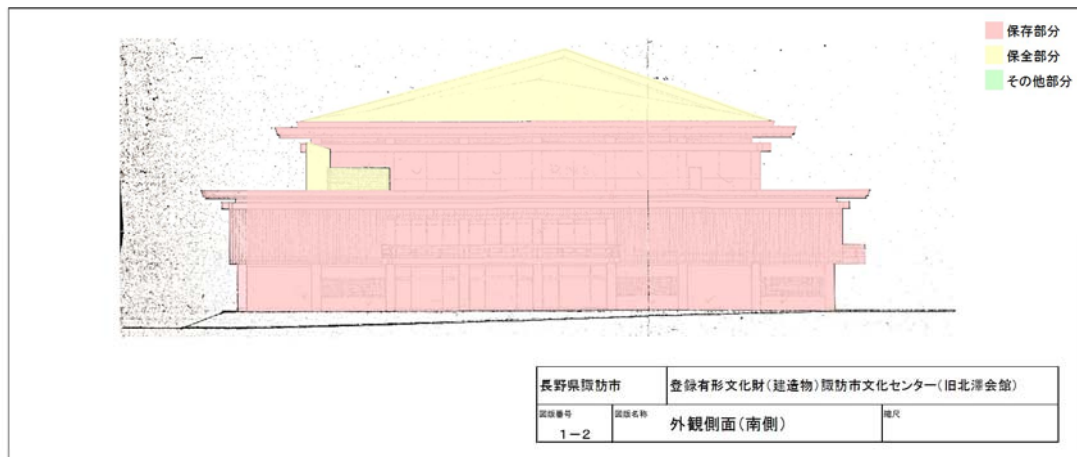 保存部分
保全部分
その他部分
長野県諏訪市
登録有形文化財(建造物)諏訪市文化センター(旧北澤会館)
図版番号
1-2
図版名称
外観側面(南側)
縮尺